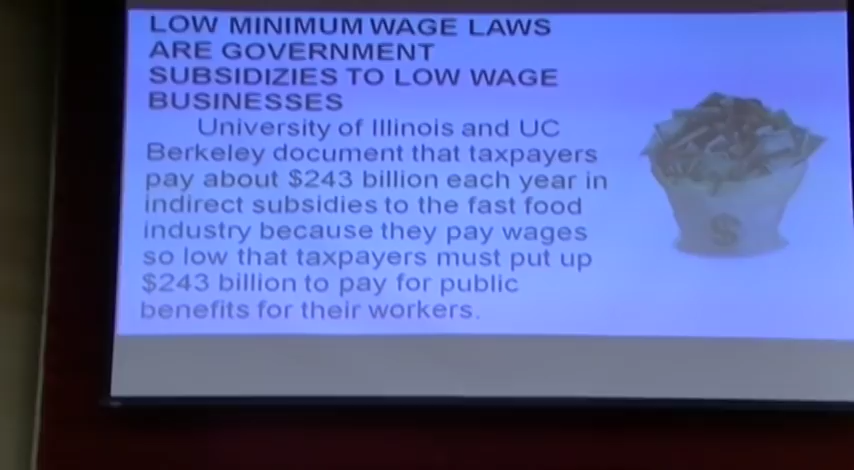 LOW MINIMUM WAGE LAWS
ARE GOVERNMENT
SUBSIDIZIES TO LOW WAGE
BUSINESSES
University of Illinois and UC
Berkeley document that taxpayers
pay about $243 billion each year in
indirect subsidies to the fast food
industry because they pay wages
so low that taxpayers must put up
$243 billion to pay for public
benefits for their workers.
$